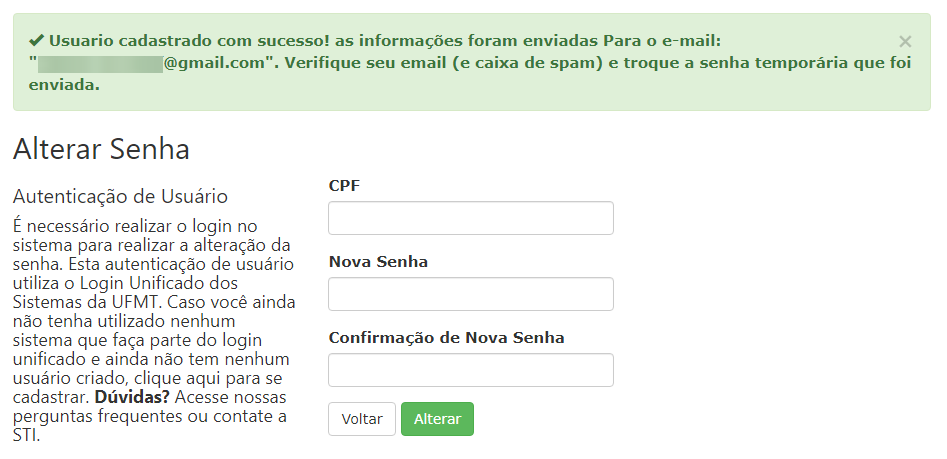 ✔ Usuario cadastrado com sucesso! as informações foram enviadas Para o e-mail:
"@gmail.com". Verifique seu email (e caixa de spam) e troque a senha temporária que foi
enviada.
×
Alterar Senha
Autenticação de Usuário
É necessário realizar o login no
sistema para realizar a alteração da
senha. Esta autenticação de usuário
utiliza o Login Unificado dos
Sistemas da UFMT. Caso você ainda
não tenha utilizado nenhum
sistema que faça parte do login
unificado e ainda não tem nenhum
usuário criado, clique aqui para se
cadastrar. Dúvidas? Acesse nossas
perguntas frequentes ou contate a
STI.
CPF
Nova Senha
Confirmação de Nova Senha
Voltar
Alterar